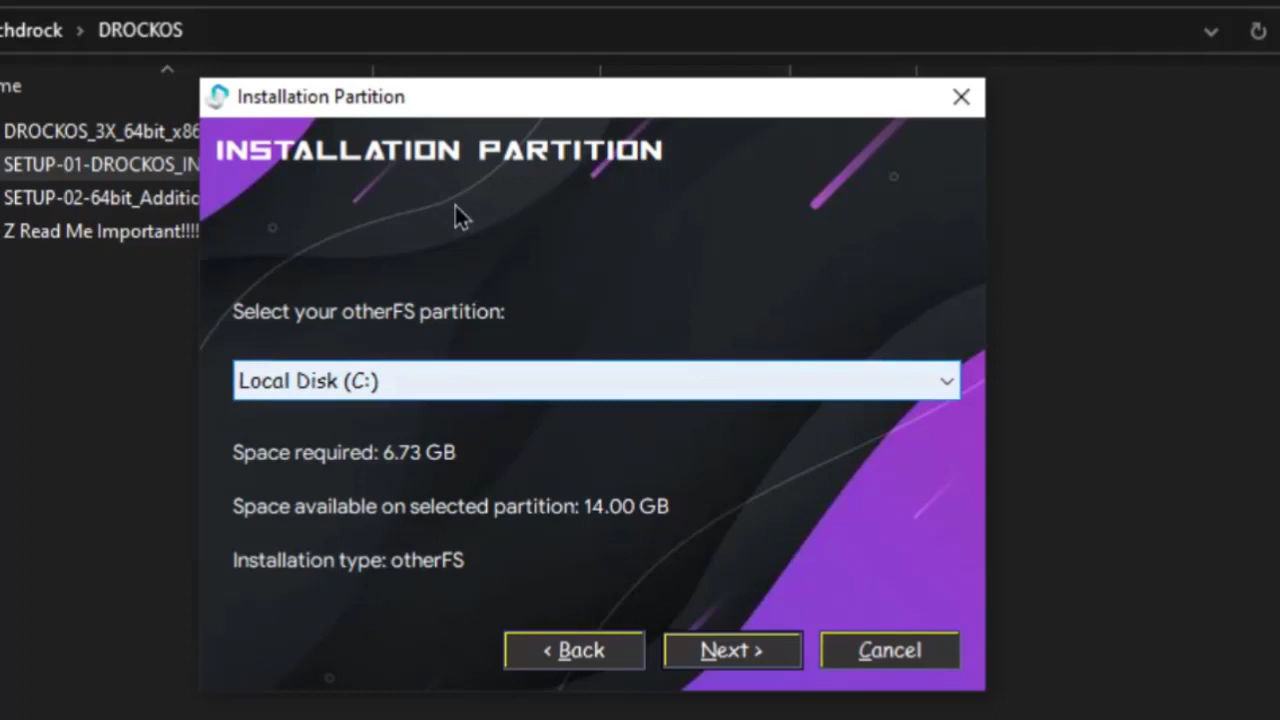 chdrock > DROCKOS
me
Installation Partition
INSTALLATION PARTITION
DROCKOS_3X_64bit_x86
SETUP-01-DROCKOS_IN
SETUP-02-64bit_Additio
Z Read Me Important!!!!
Select your otherFS partition:
Local Disk (C:)
Space required: 6.73 GB
Space available on selected partition: 14.00 GB
Installation type: otherFS
< Back
Next >
Cancel